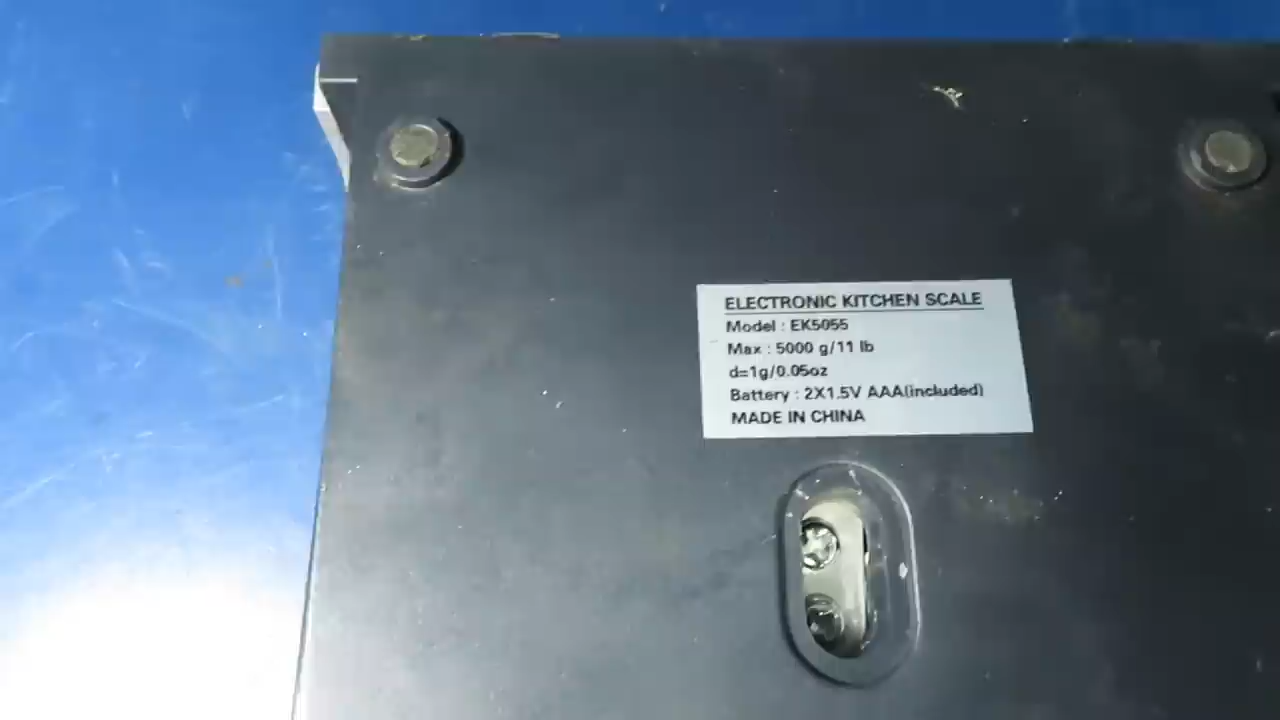 ELECTRONIC KITCHEN SCALE
Model : EK5055
Max : 5000 g/11 lb
d=1g/0.05oz
Battery : 2X1.5V AAA(included)
MADE IN CHINA